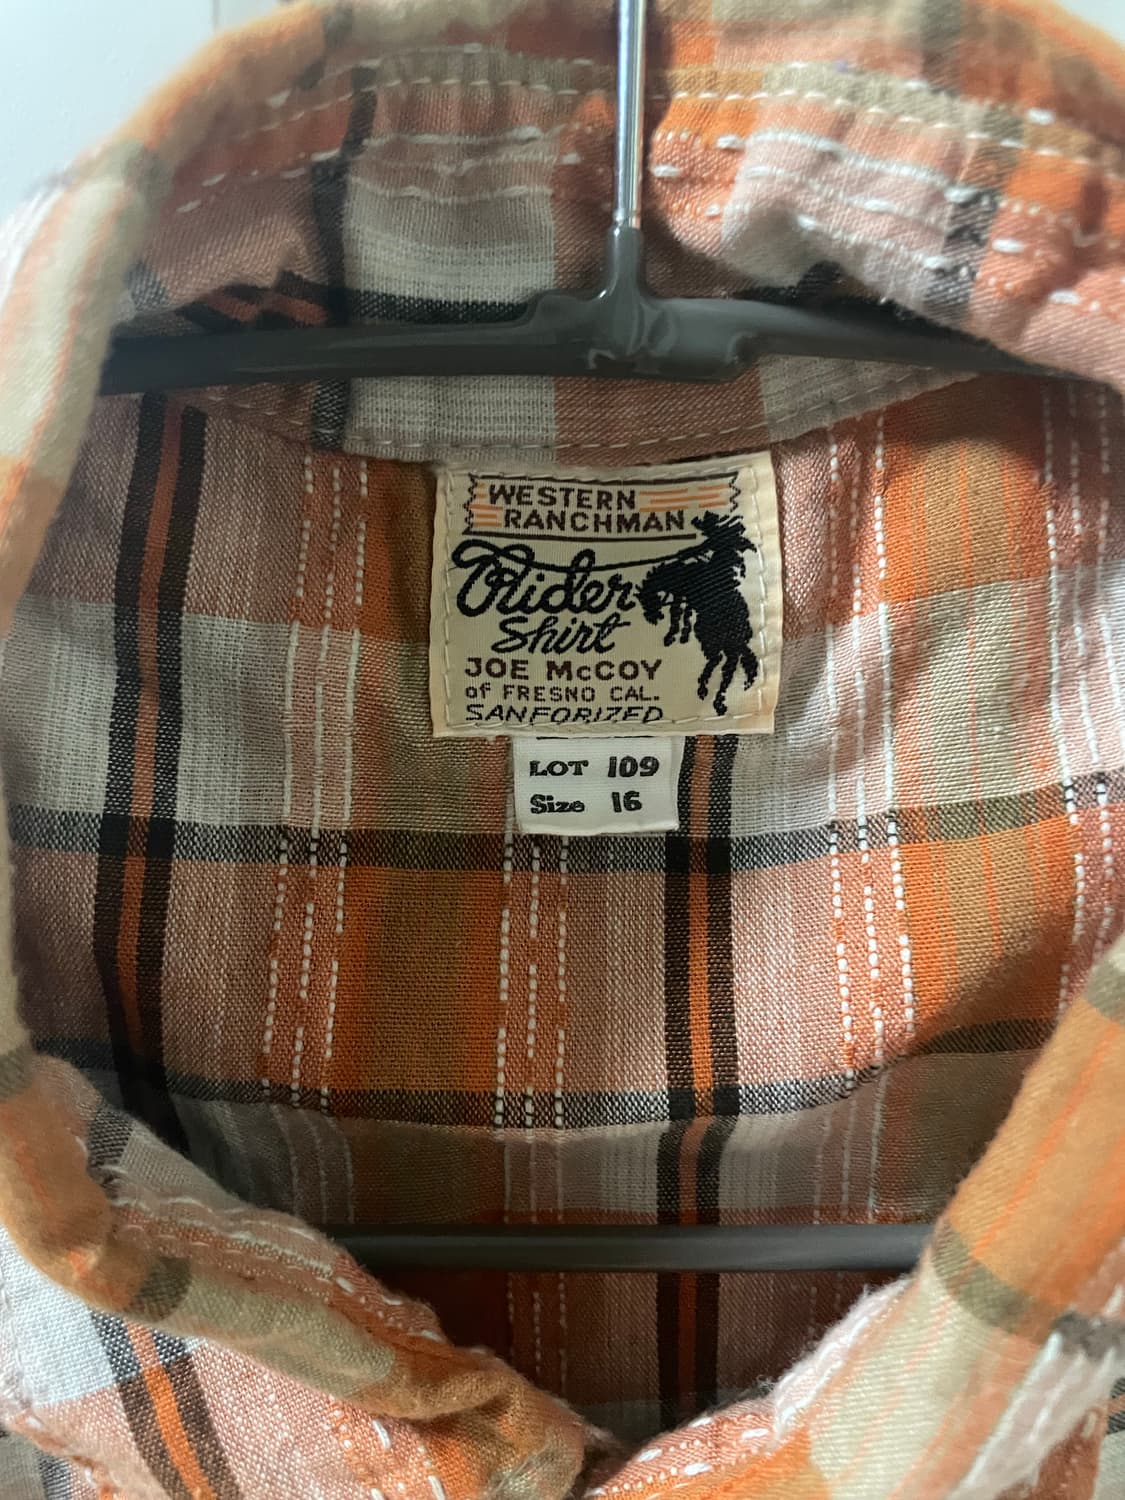 WESTERN
RANCHMAN
Rider
Shirt
JOE McCOY
of FRESNO CAL.
SANFORIZED
LOT 109
Size 16